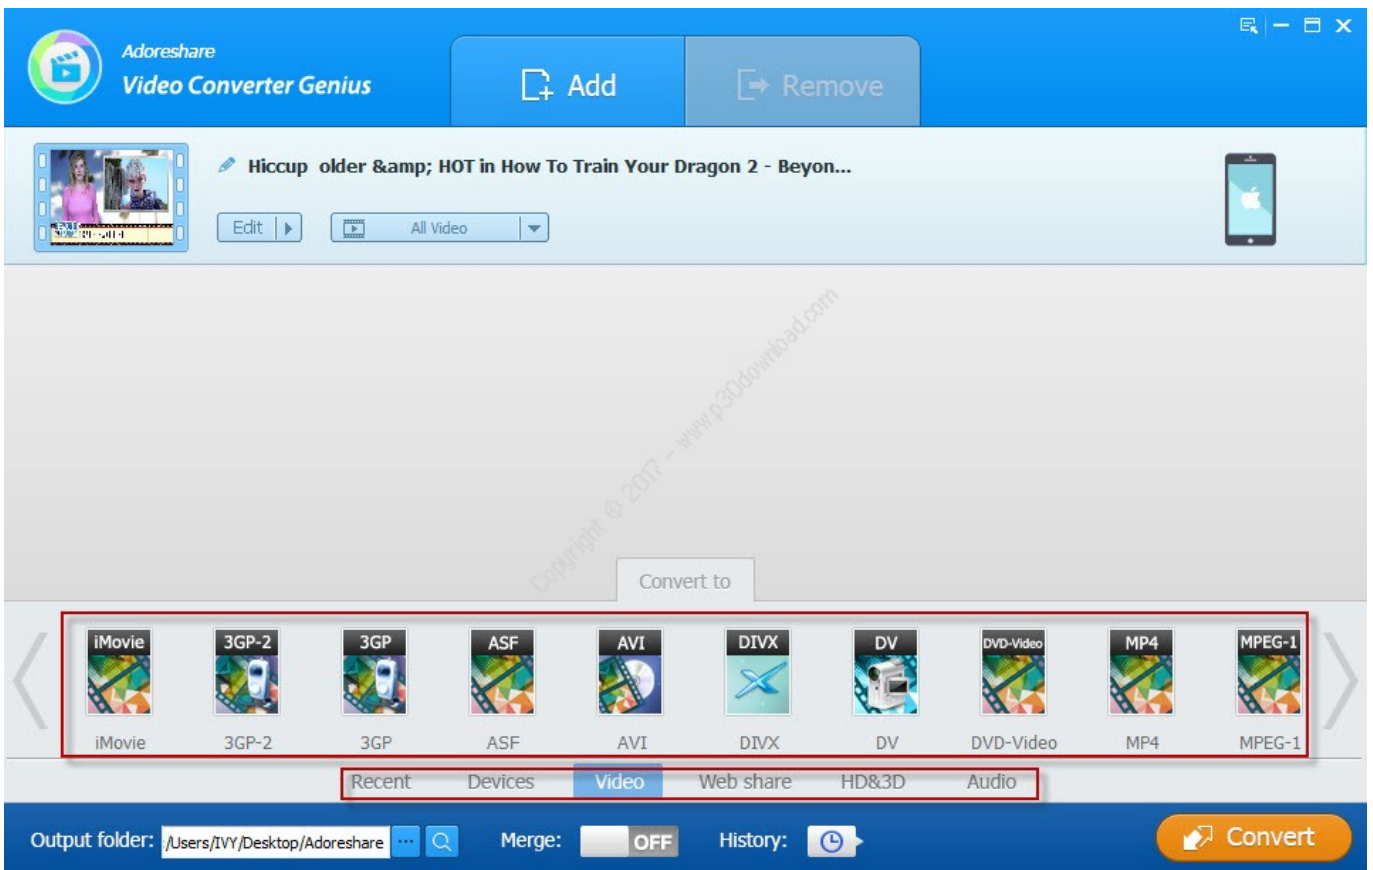 Adoreshare
Video Converter Genius
Add
Remove
Hiccup older &amp; HOT in How To Train Your Dragon 2 - Beyon...
Edit
All Video
Copyright © 2017 - www.p30download.com
Convert to
iMovie 3GP-2 3GP ASF AVI DIVX DV DVD-Video MP4 MPEG-1
iMovie 3GP-2 3GP ASF AVI DIVX DV DVD-Video MP4 MPEG-1
Recent Devices Video Web share HD&3D Audio
Output folder: /Users/IVY/Desktop/Adoreshare ... Merge: OFF History: Convert